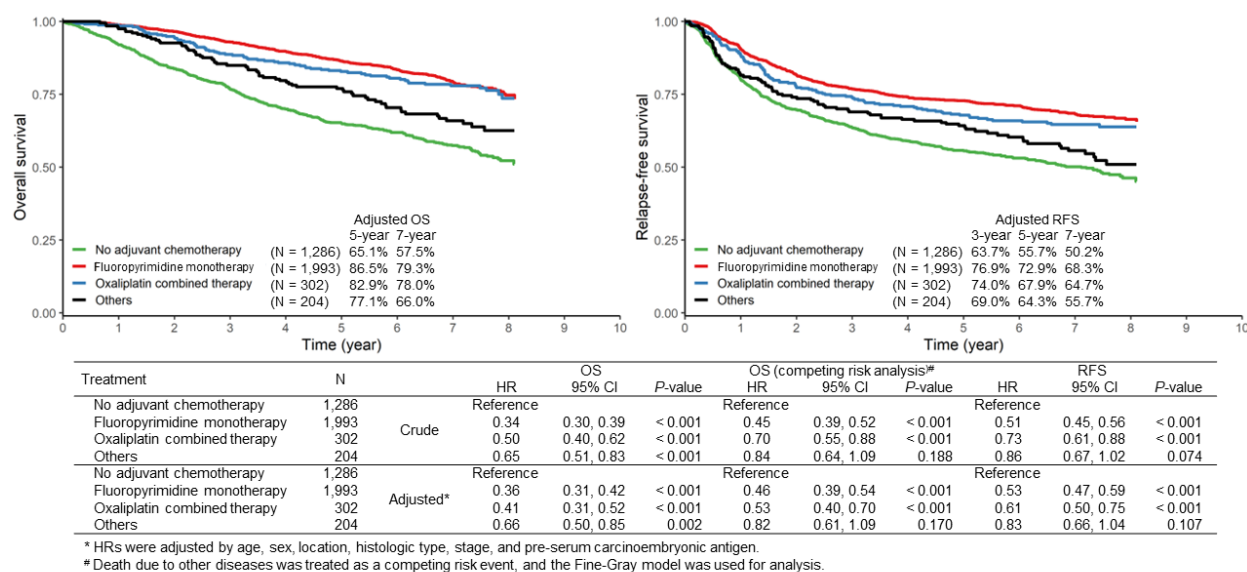 1.00
0.75
0.50
0.25
0.00
Overall survival
Adjusted OS
5-year 7-year
No adjuvant chemotherapy (N = 1,286) 65.1% 57.5%
Fluoropyrimidine monotherapy (N = 1,993) 86.5% 79.3%
Oxaliplatin combined therapy (N = 302) 82.9% 78.0%
Others (N = 204) 77.1% 66.0%
0 1 2 3 4 5 6 7 8 9 10
Time (year)
1.00
0.75
0.50
0.25
0.00
Relapse-free survival
Adjusted RFS
3-year 5-year 7-year
No adjuvant chemotherapy (N = 1,286) 63.7% 55.7% 50.2%
Fluoropyrimidine monotherapy (N = 1,993) 76.9% 72.9% 68.3%
Oxaliplatin combined therapy (N = 302) 74.0% 67.9% 64.7%
Others (N = 204) 69.0% 64.3% 55.7%
0 1 2 3 4 5 6 7 8 9 10
Time (year)
Treatment N OS OS (competing risk analysis)# RFS
HR 95% CI P-value HR 95% CI P-value HR 95% CI P-value
No adjuvant chemotherapy 1,286 Reference Reference Reference
Fluoropyrimidine monotherapy 1,993 Crude 0.34 0.30, 0.39 < 0.001 0.45 0.39, 0.52 < 0.001 0.51 0.45, 0.56 < 0.001
Oxaliplatin combined therapy 302 0.50 0.40, 0.62 < 0.001 0.70 0.55, 0.88 < 0.001 0.73 0.61, 0.88 < 0.001
Others 204 0.65 0.51, 0.83 < 0.001 0.84 0.64, 1.09 0.188 0.86 0.67, 1.02 0.074
No adjuvant chemotherapy 1,286 Reference Reference Reference
Fluoropyrimidine monotherapy 1,993 Adjusted* 0.36 0.31, 0.42 < 0.001 0.46 0.39, 0.54 < 0.001 0.53 0.47, 0.59 < 0.001
Oxaliplatin combined therapy 302 0.41 0.31, 0.52 < 0.001 0.53 0.40, 0.70 < 0.001 0.61 0.50, 0.75 < 0.001
Others 204 0.66 0.50, 0.85 0.002 0.82 0.61, 1.09 0.170 0.83 0.66, 1.04 0.107
* HRs were adjusted by age, sex, location, histologic type, stage, and pre-serum carcinoembryonic antigen.
# Death due to other diseases was treated as a competing risk event, and the Fine-Gray model was used for analysis.